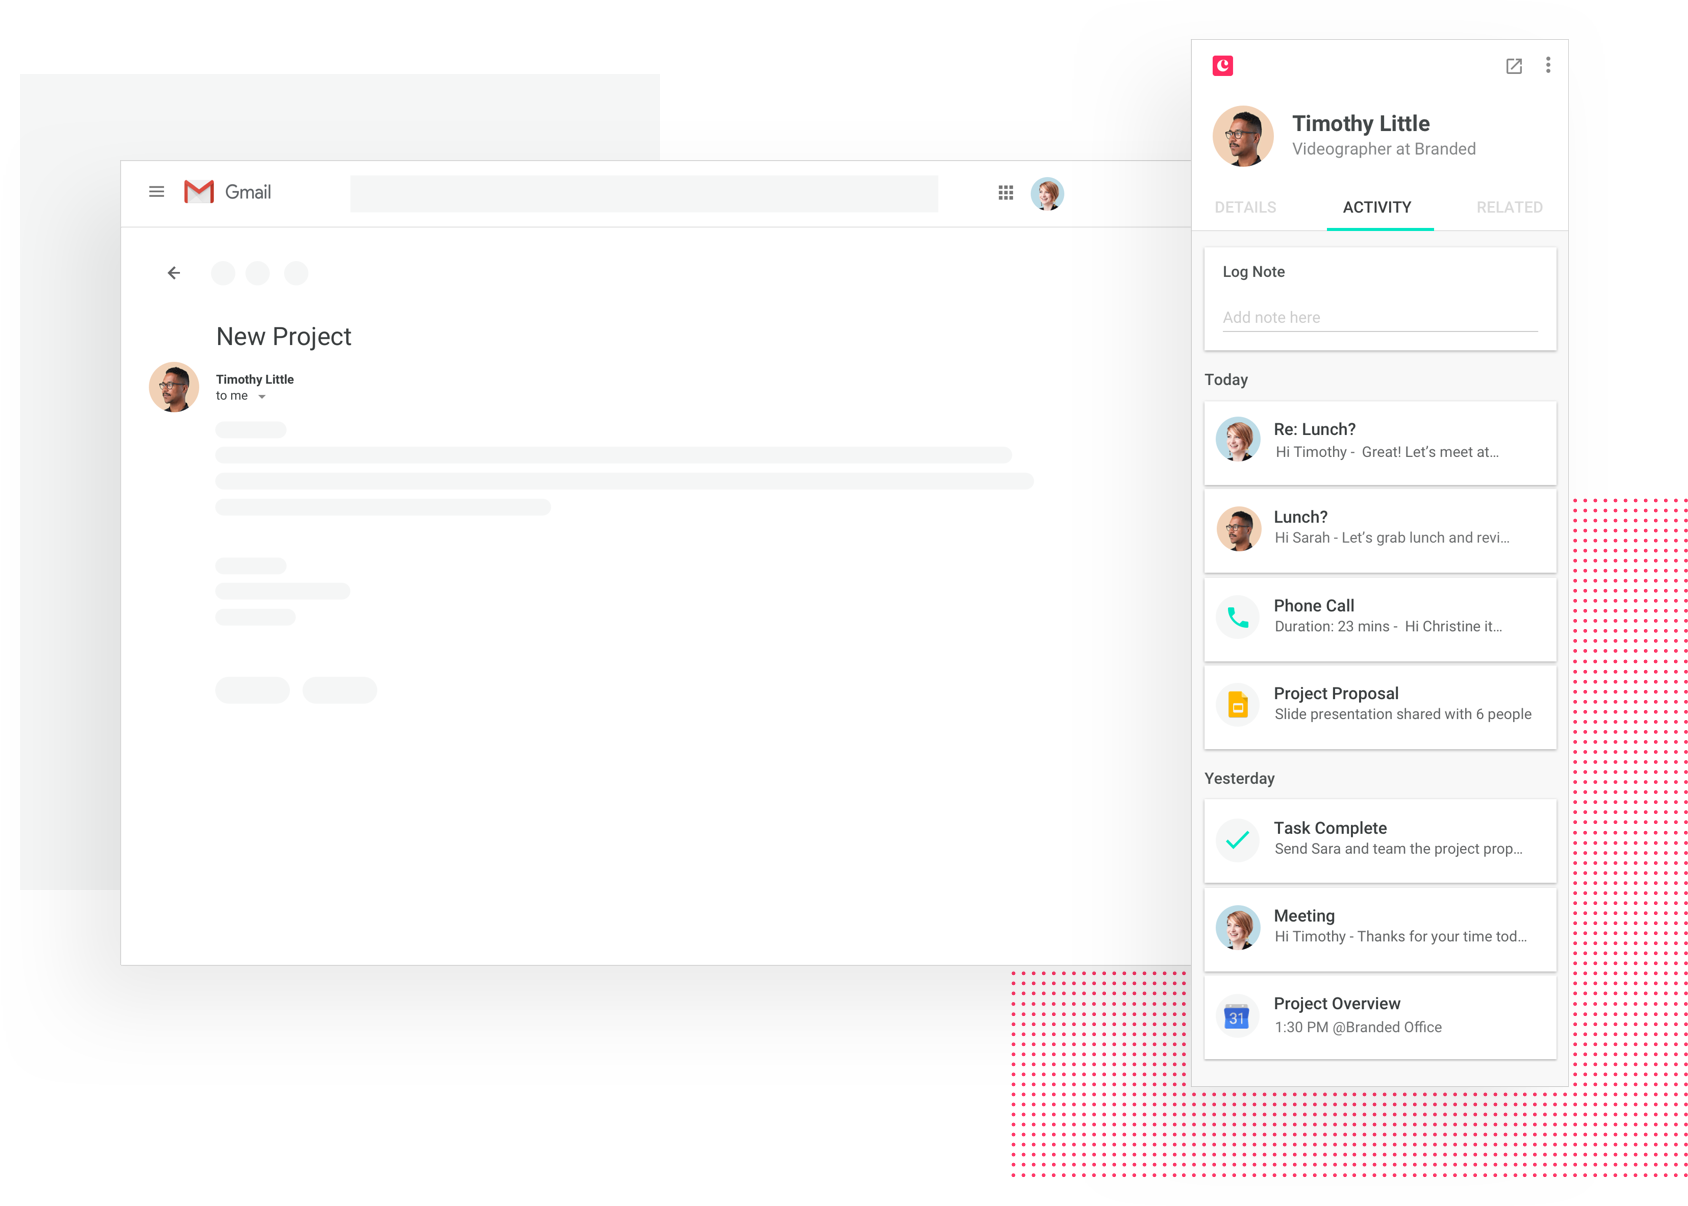 Gmail
New Project
Timothy Little
to me
Timothy Little
Videographer at Branded
DETAILS ACTIVITY RELATED
Log Note
Add note here
Today
Re: Lunch?
Hi Timothy - Great! Let’s meet at...
Lunch?
Hi Sarah - Let’s grab lunch and revi...
Phone Call
Duration: 23 mins - Hi Christine it...
Project Proposal
Slide presentation shared with 6 people
Yesterday
Task Complete
Send Sara and team the project prop...
Meeting
Hi Timothy - Thanks for your time tod...
31
Project Overview
1:30 PM @Branded Office